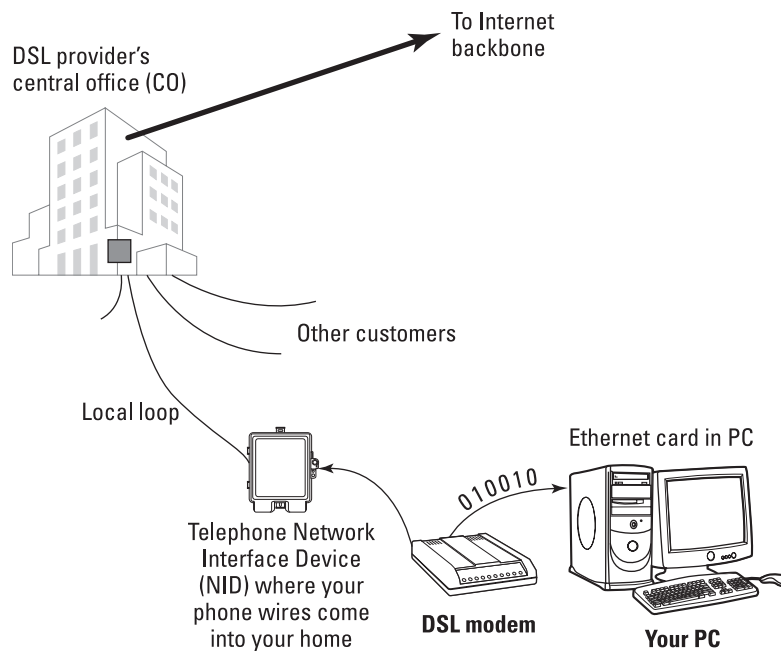 To Internet
backbone
DSL provider's
central office (CO)
Other customers
Local loop
Ethernet card in PC
010010
Telephone Network
Interface Device
(NID) where your
phone wires come
into your home
DSL modem
Your PC